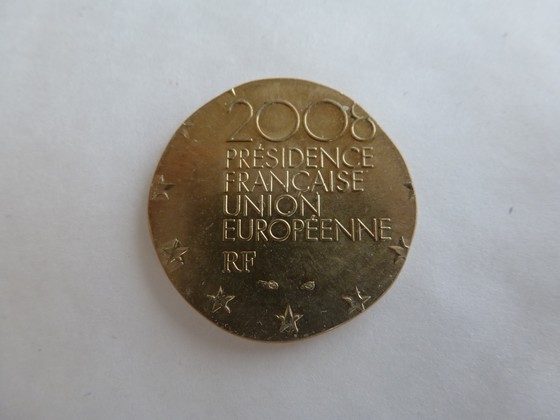 2008
PRÉSIDENCE
FRANÇAISE
UNION
EUROPÉENNE
RF